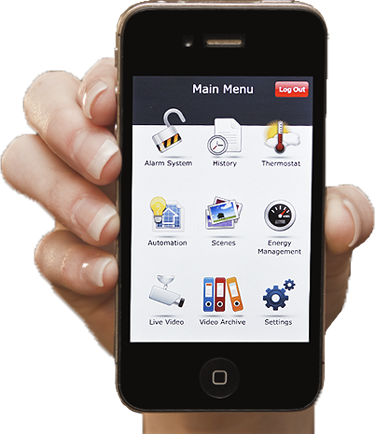 Main Menu
Log Out
Alarm System
History
Thermostat
Automation
Scenes
Energy
Management
Live Video
Video Archive
Settings